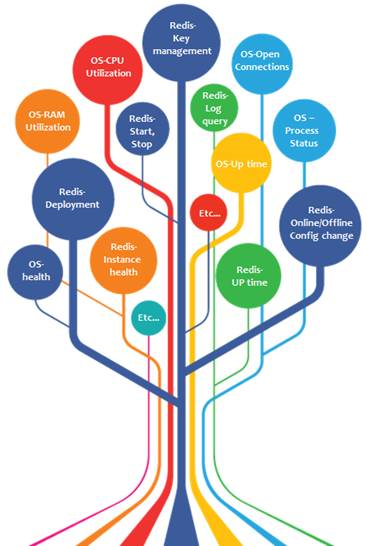 Redis-
Key
management
OS-CPU
Utilization
OS-Open
Connections
OS-RAM
Utilization
Redis-
Start,
Stop
Redis-
Log
query
OS –
Process
Status
OS-Up time
Redis-
Deployment
Etc...
Redis-
Online/Offline
Config change
OS-
health
Redis-
Instance
health
Redis-
UP time
Etc...